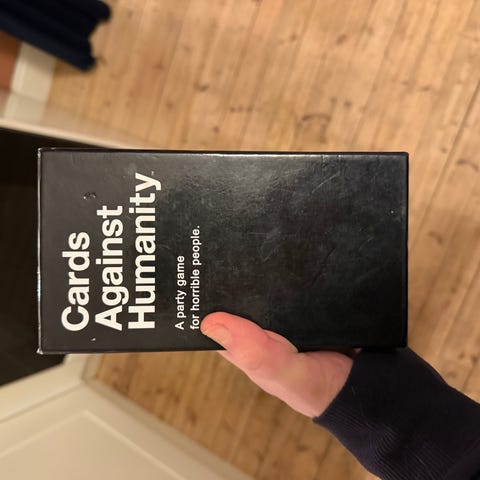 Cards
Against
Humanity
A party game
for horrible people.